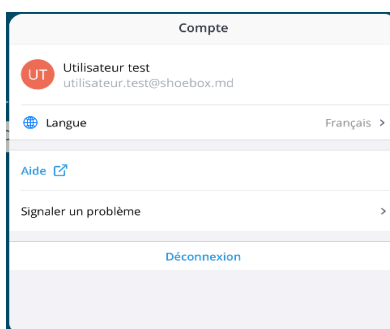 Compte
UT
Utilisateur test
utilisateur.test@shoebox.md
Langue
Français
Aide
Signaler un problème
Déconnexion